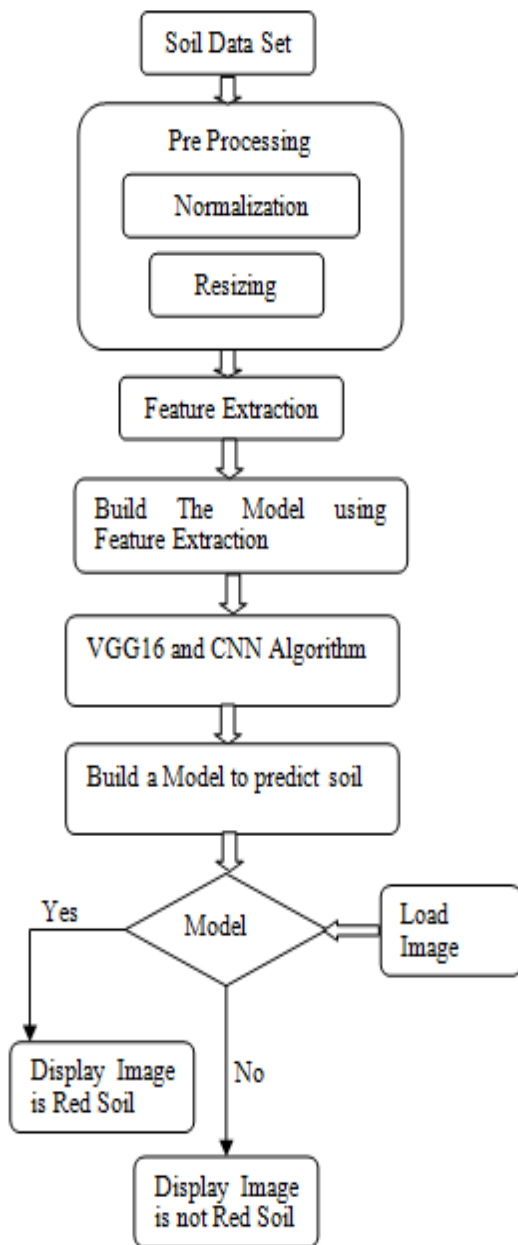 Soil Data Set
Pre Processing
Normalization
Resizing
Feature Extraction
Build The Model using
Feature Extraction
VGG16 and CNN Algorithm
Build a Model to predict soil
Yes
Model
Load
Image
Display Image
is Red Soil
No
Display Image
is not Red Soil